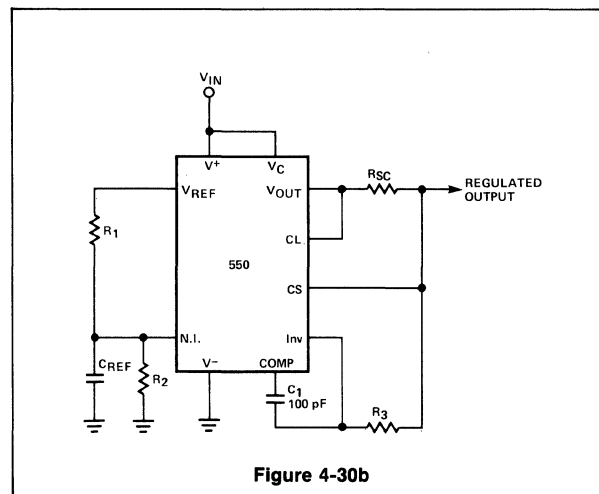 VIN
V+ VC
VREF VOUT RSC REGULATED
OUTPUT
R1
CL
550
CS
N.I. Inv
CREF R2 V− COMP
C1
100 pF R3
Figure 4-30b